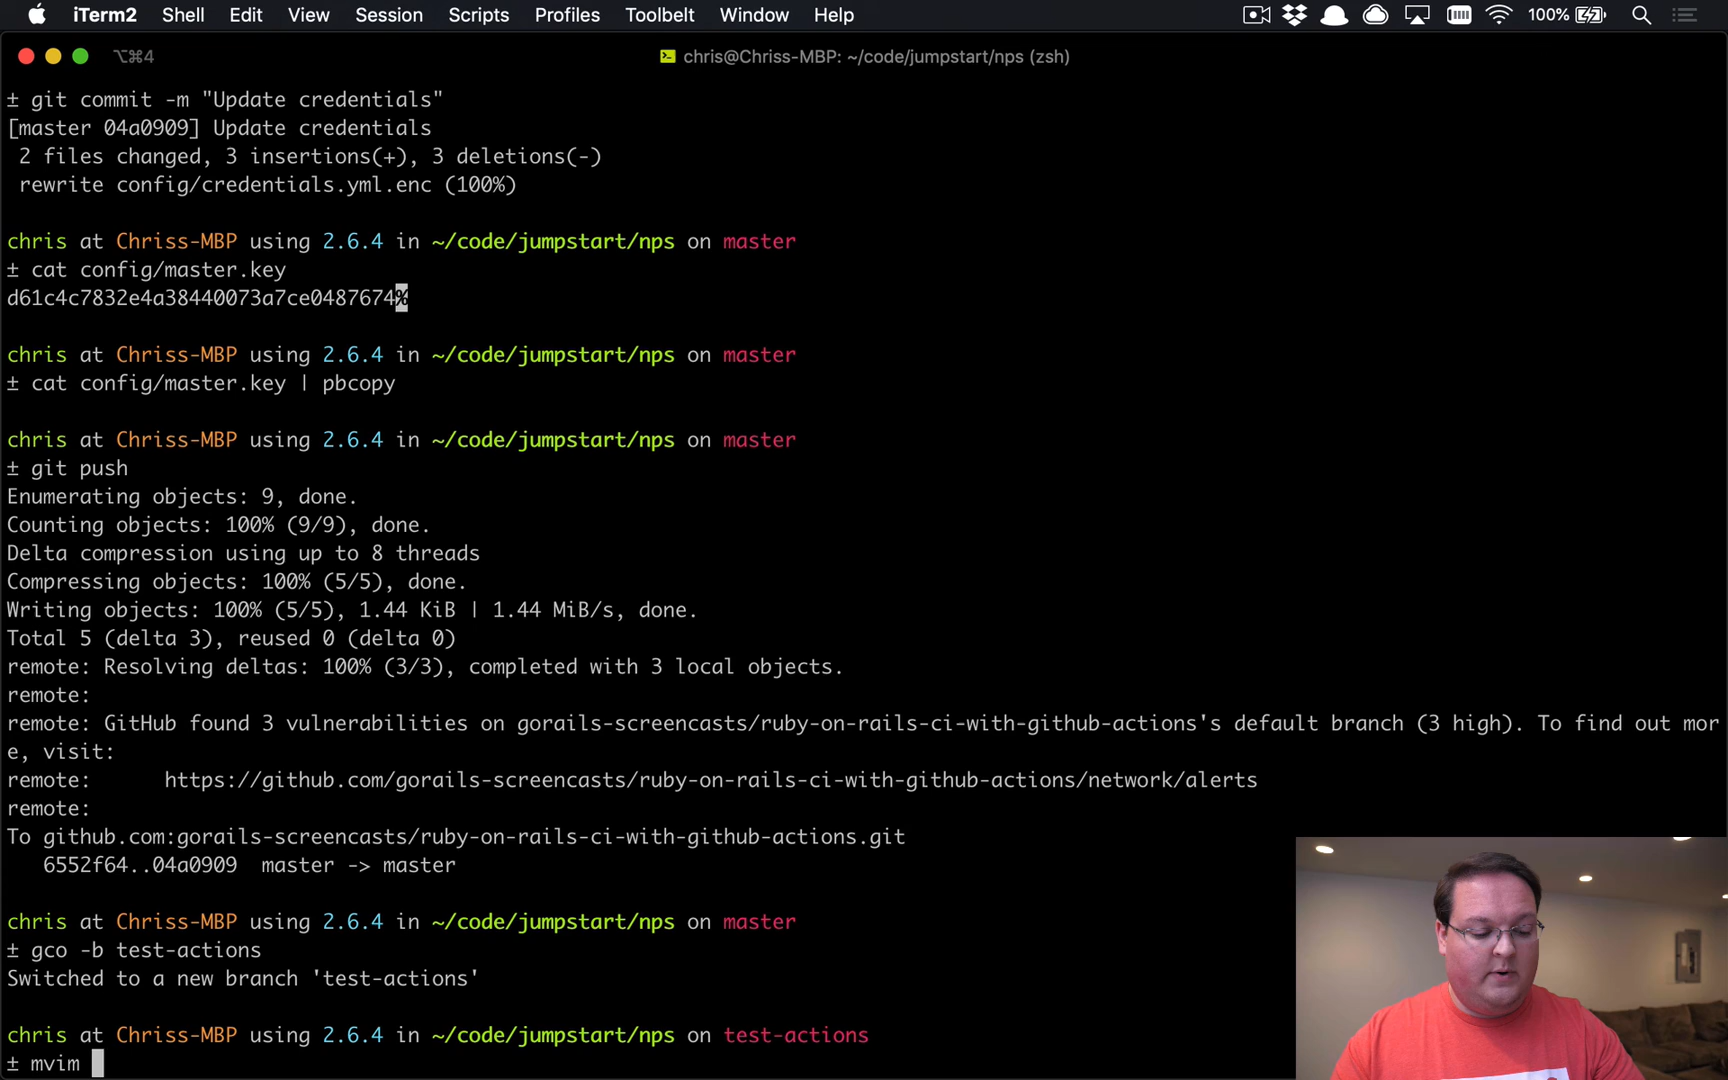 iTerm2 Shell Edit View Session Scripts Profiles Toolbelt Window Help 100%
⌥⌘4 chris@Chriss-MBP: ~/code/jumpstart/nps (zsh)
± git commit -m "Update credentials"
[master 04a0909] Update credentials
2 files changed, 3 insertions(+), 3 deletions(-)
rewrite config/credentials.yml.enc (100%)
chris at Chriss-MBP using 2.6.4 in ~/code/jumpstart/nps on master
± cat config/master.key
d61c4c7832e4a38440073a7ce0487674%
chris at Chriss-MBP using 2.6.4 in ~/code/jumpstart/nps on master
± cat config/master.key | pbcopy
chris at Chriss-MBP using 2.6.4 in ~/code/jumpstart/nps on master
± git push
Enumerating objects: 9, done.
Counting objects: 100% (9/9), done.
Delta compression using up to 8 threads
Compressing objects: 100% (5/5), done.
Writing objects: 100% (5/5), 1.44 KiB | 1.44 MiB/s, done.
Total 5 (delta 3), reused 0 (delta 0)
remote: Resolving deltas: 100% (3/3), completed with 3 local objects.
remote:
remote: GitHub found 3 vulnerabilities on gorails-screencasts/ruby-on-rails-ci-with-github-actions's default branch (3 high). To find out mor
e, visit:
remote: https://github.com/gorails-screencasts/ruby-on-rails-ci-with-github-actions/network/alerts
remote:
To github.com:gorails-screencasts/ruby-on-rails-ci-with-github-actions.git
6552f64..04a0909 master -> master
chris at Chriss-MBP using 2.6.4 in ~/code/jumpstart/nps on master
± gco -b test-actions
Switched to a new branch 'test-actions'
chris at Chriss-MBP using 2.6.4 in ~/code/jumpstart/nps on test-actions
± mvim